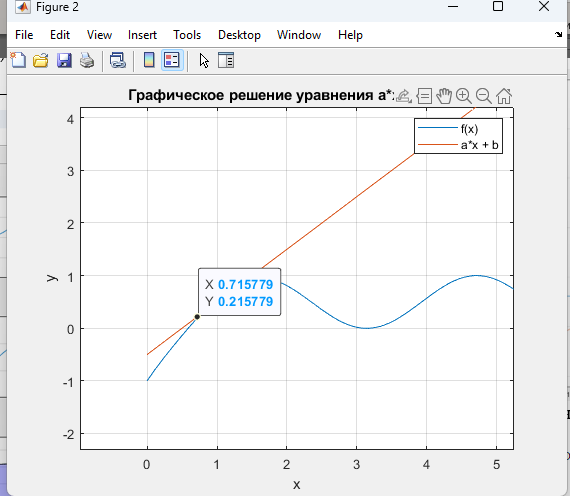 Figure 2
File Edit View Insert Tools Desktop Window Help
Графическое решение уравнения a*
f(x)
a*x + b
4
3
2
1
0
-1
-2
y
X 0.715779
Y 0.215779
0 1 2 3 4 5
x